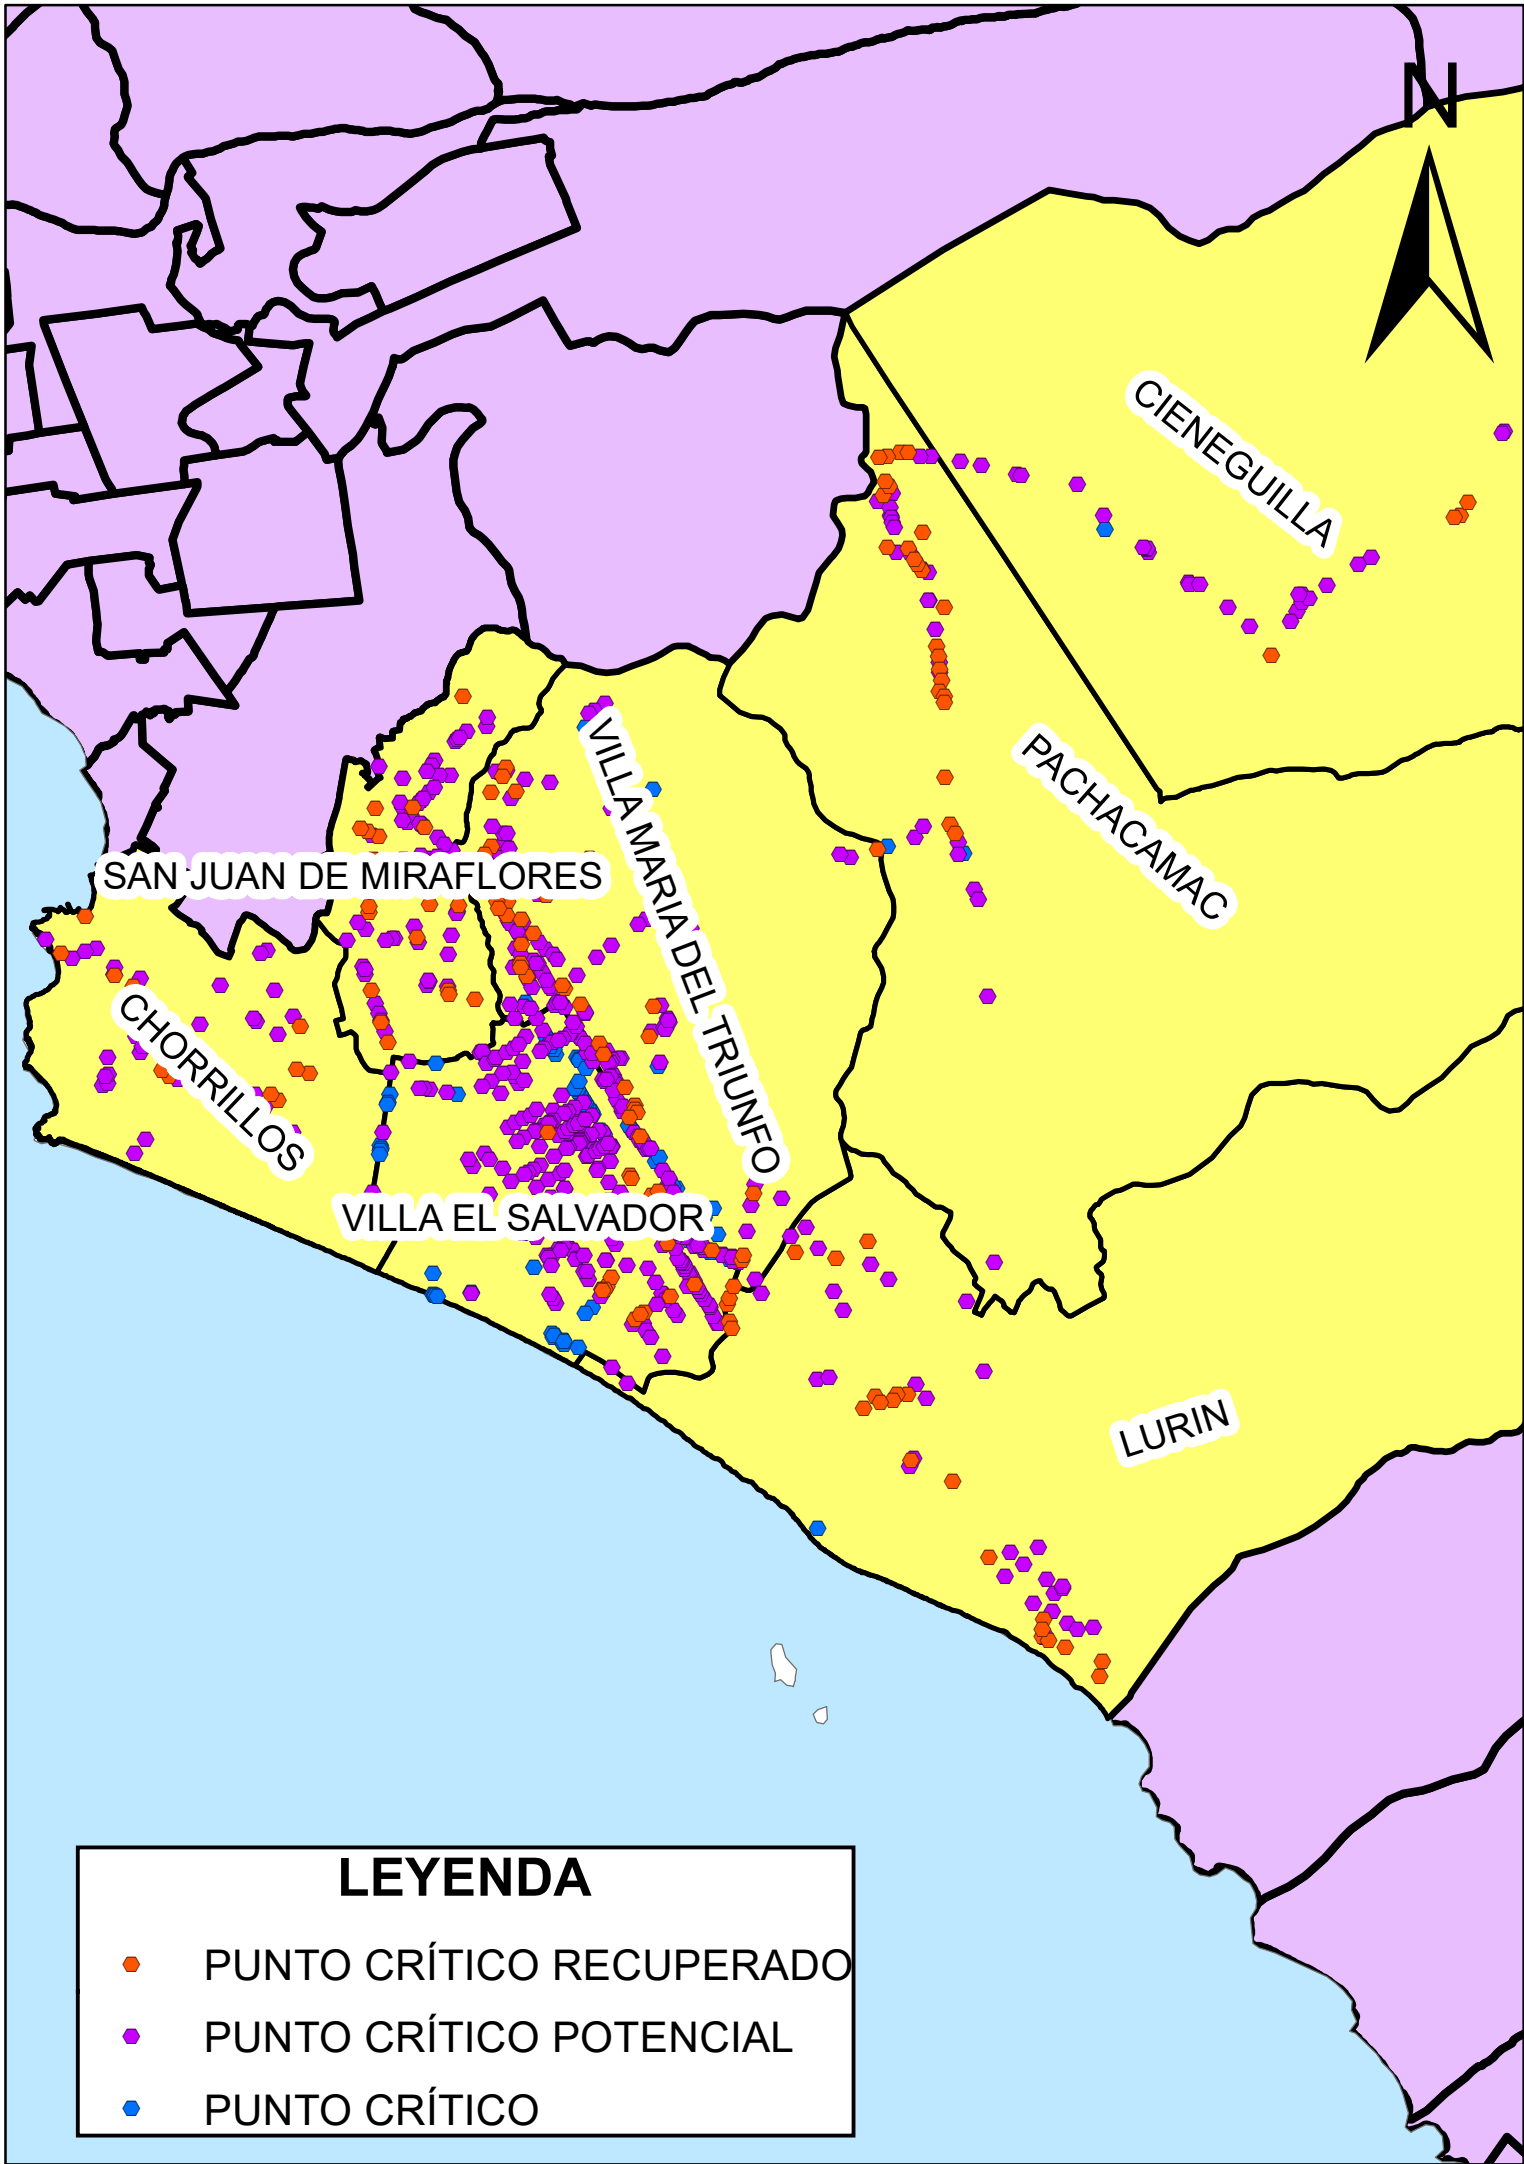 N
CIENEGUILLA
VILLA MARIA DEL TRIUNFO
PACHACAMAC
SAN JUAN DE MIRAFLORES
CHORRILLOS
VILLA EL SALVADOR
LURIN
LEYENDA
PUNTO CRÍTICO RECUPERADO
PUNTO CRÍTICO POTENCIAL
PUNTO CRÍTICO